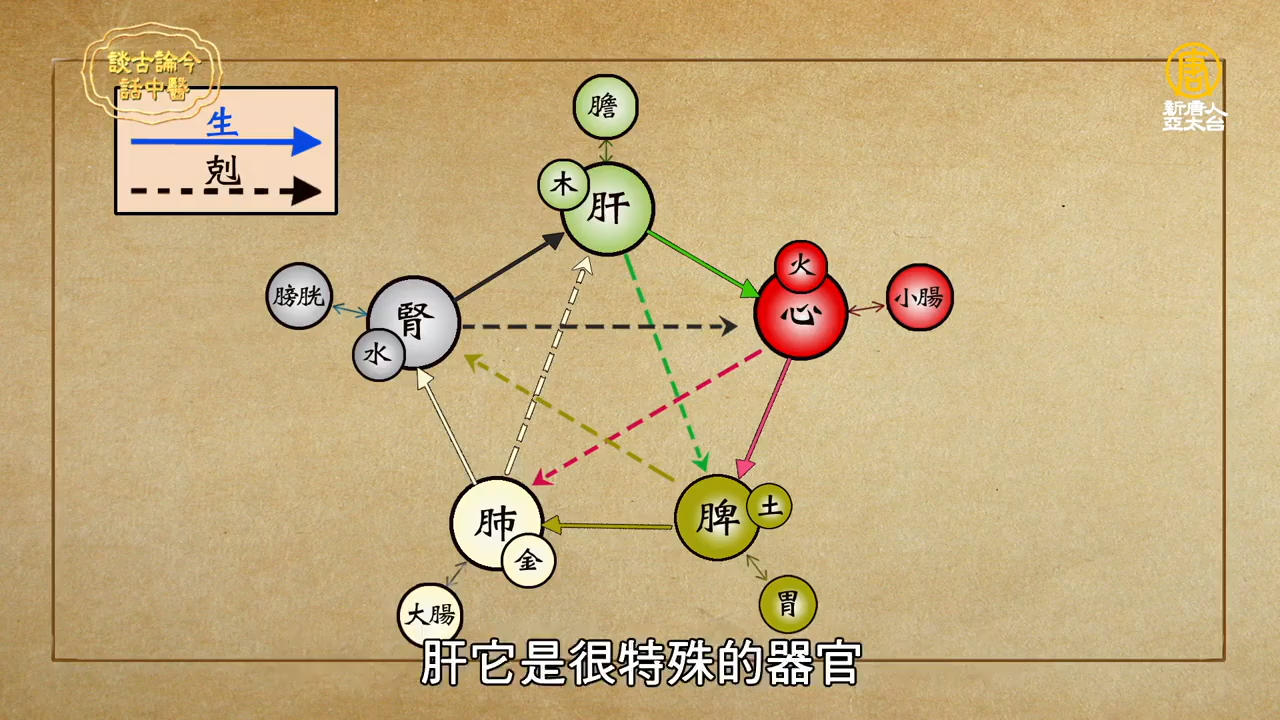 談古論今
話中醫
新唐人
亞太台
生
剋
膽
木
肝
火
心
小腸
膀胱
腎
水
肺
金
大腸
脾
土
胃
肝它是很特殊的器官